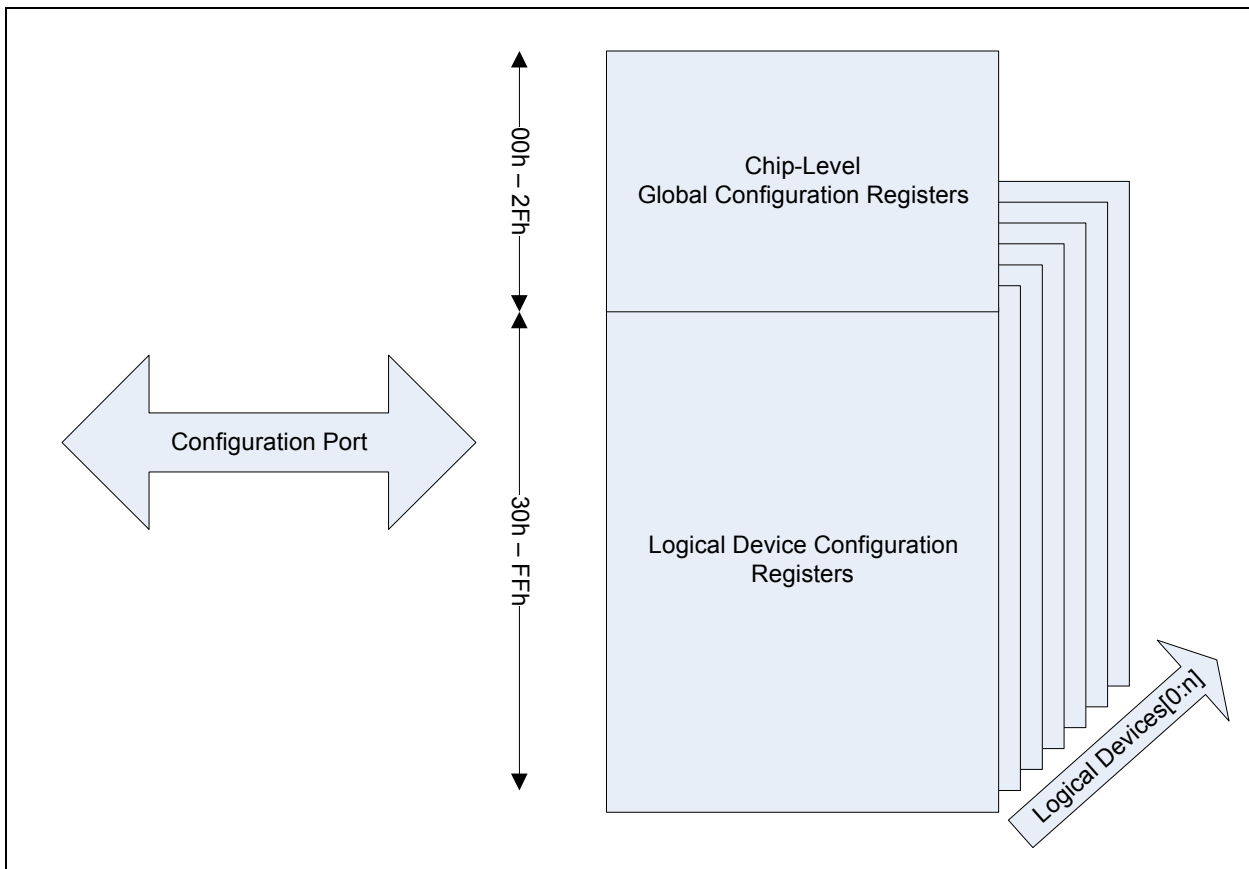 00h – 2Fh
Chip-Level
Global Configuration Registers
Configuration Port
30h – FFh
Logical Device Configuration
Registers
Logical Devices[0:n]